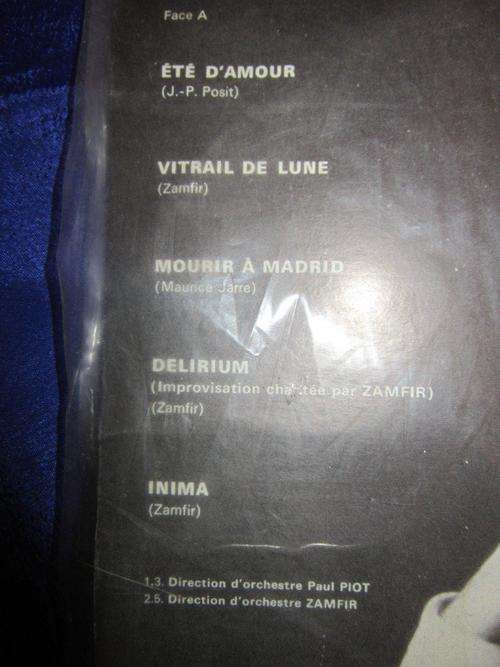 Face A
ÉTÉ D'AMOUR
(J.-P. Posit)
VITRAIL DE LUNE
(Zamfir)
MOURIR À MADRID
(Maurice Jarre)
DELIRIUM
(Improvisation chantée par ZAMFIR)
(Zamfir)
INIMA
(Zamfir)
1,3. Direction d'orchestre Paul PIOT
2.5. Direction d'orchestre ZAMFIR